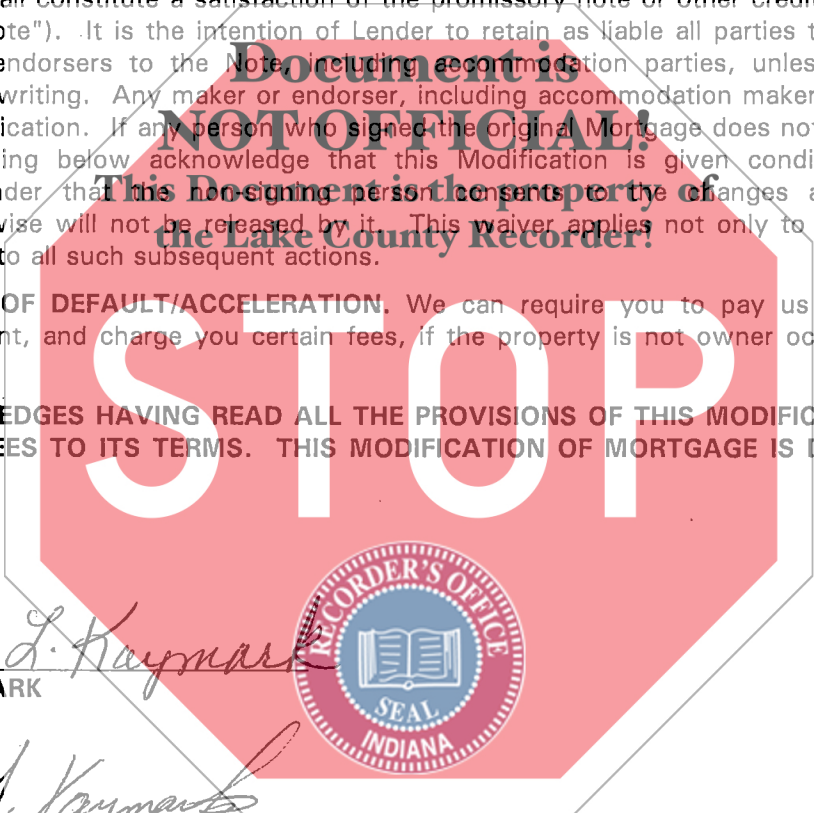 all constitute a satisfaction of the promissory note or other credit
ote"). It is the intention of Lender to retain as liable all parties t
endorsers to the Note, including accommodation parties, unles
writing. Any maker or endorser, including accommodation maker
ication. If any person who signed the original Mortgage does not
ing below acknowledge that this Modification is given condi
nder that the non-signing person consents to the changes a
wise will not be released by it. This waiver applies not only to
to all such subsequent actions.
Document is
NOT OFFICIAL!
This Document is the property of
the Lake County Recorder!
OF DEFAULT/ACCELERATION. We can require you to pay us
nt, and charge you certain fees, if the property is not owner oc
STOP
EDGES HAVING READ ALL THE PROVISIONS OF THIS MODIFIC
EES TO ITS TERMS. THIS MODIFICATION OF MORTGAGE IS D
RECORDER'S OFFICE
SEAL
INDIANA
L. Kaymark
ARK
Kaymark